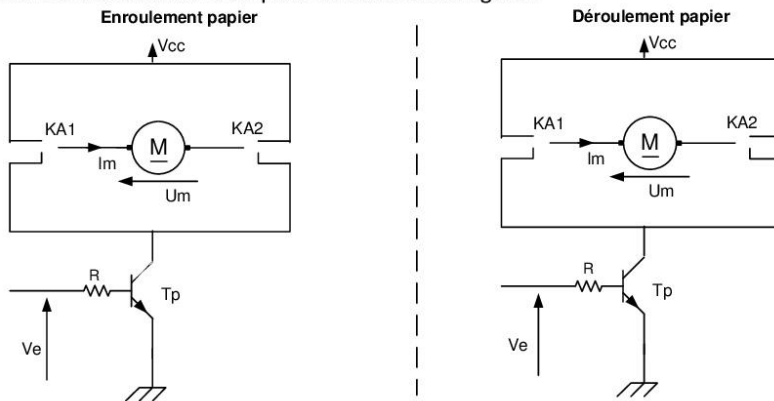 Enroulement papier
Vcc
KA1
KA2
M
Im
Um
R
Tp
Ve
Déroulement papier
Vcc
KA1
KA2
M
Im
Um
R
Tp
Ve